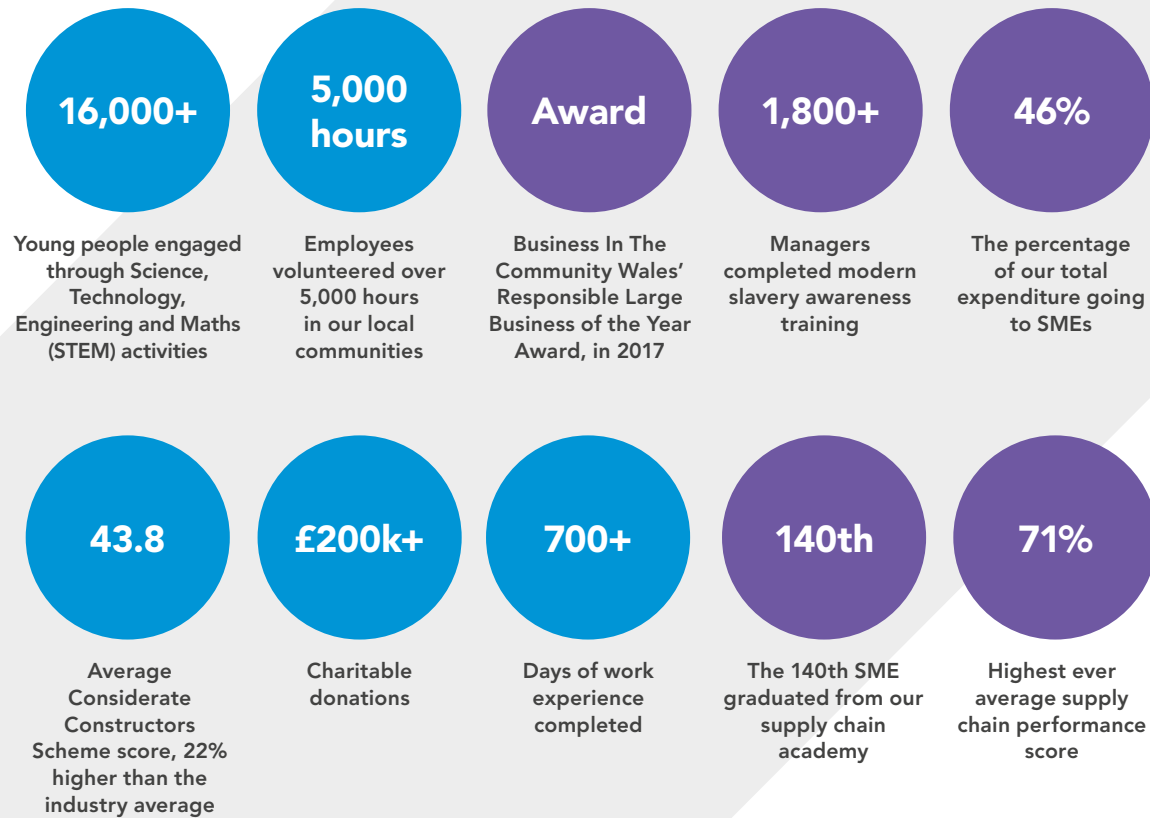 16,000+
Young people engaged
through Science,
Technology,
Engineering and Maths
(STEM) activities
5,000
hours
Employees
volunteered over
5,000 hours
in our local
communities
Award
Business In The
Community Wales’
Responsible Large
Business of the Year
Award, in 2017
1,800+
Managers
completed modern
slavery awareness
training
46%
The percentage
of our total
expenditure going
to SMEs
43.8
Average
Considerate
Constructors
Scheme score, 22%
higher than the
industry average
£200k+
Charitable
donations
700+
Days of work
experience
completed
140th
The 140th SME
graduated from our
supply chain
academy
71%
Highest ever
average supply
chain performance
score